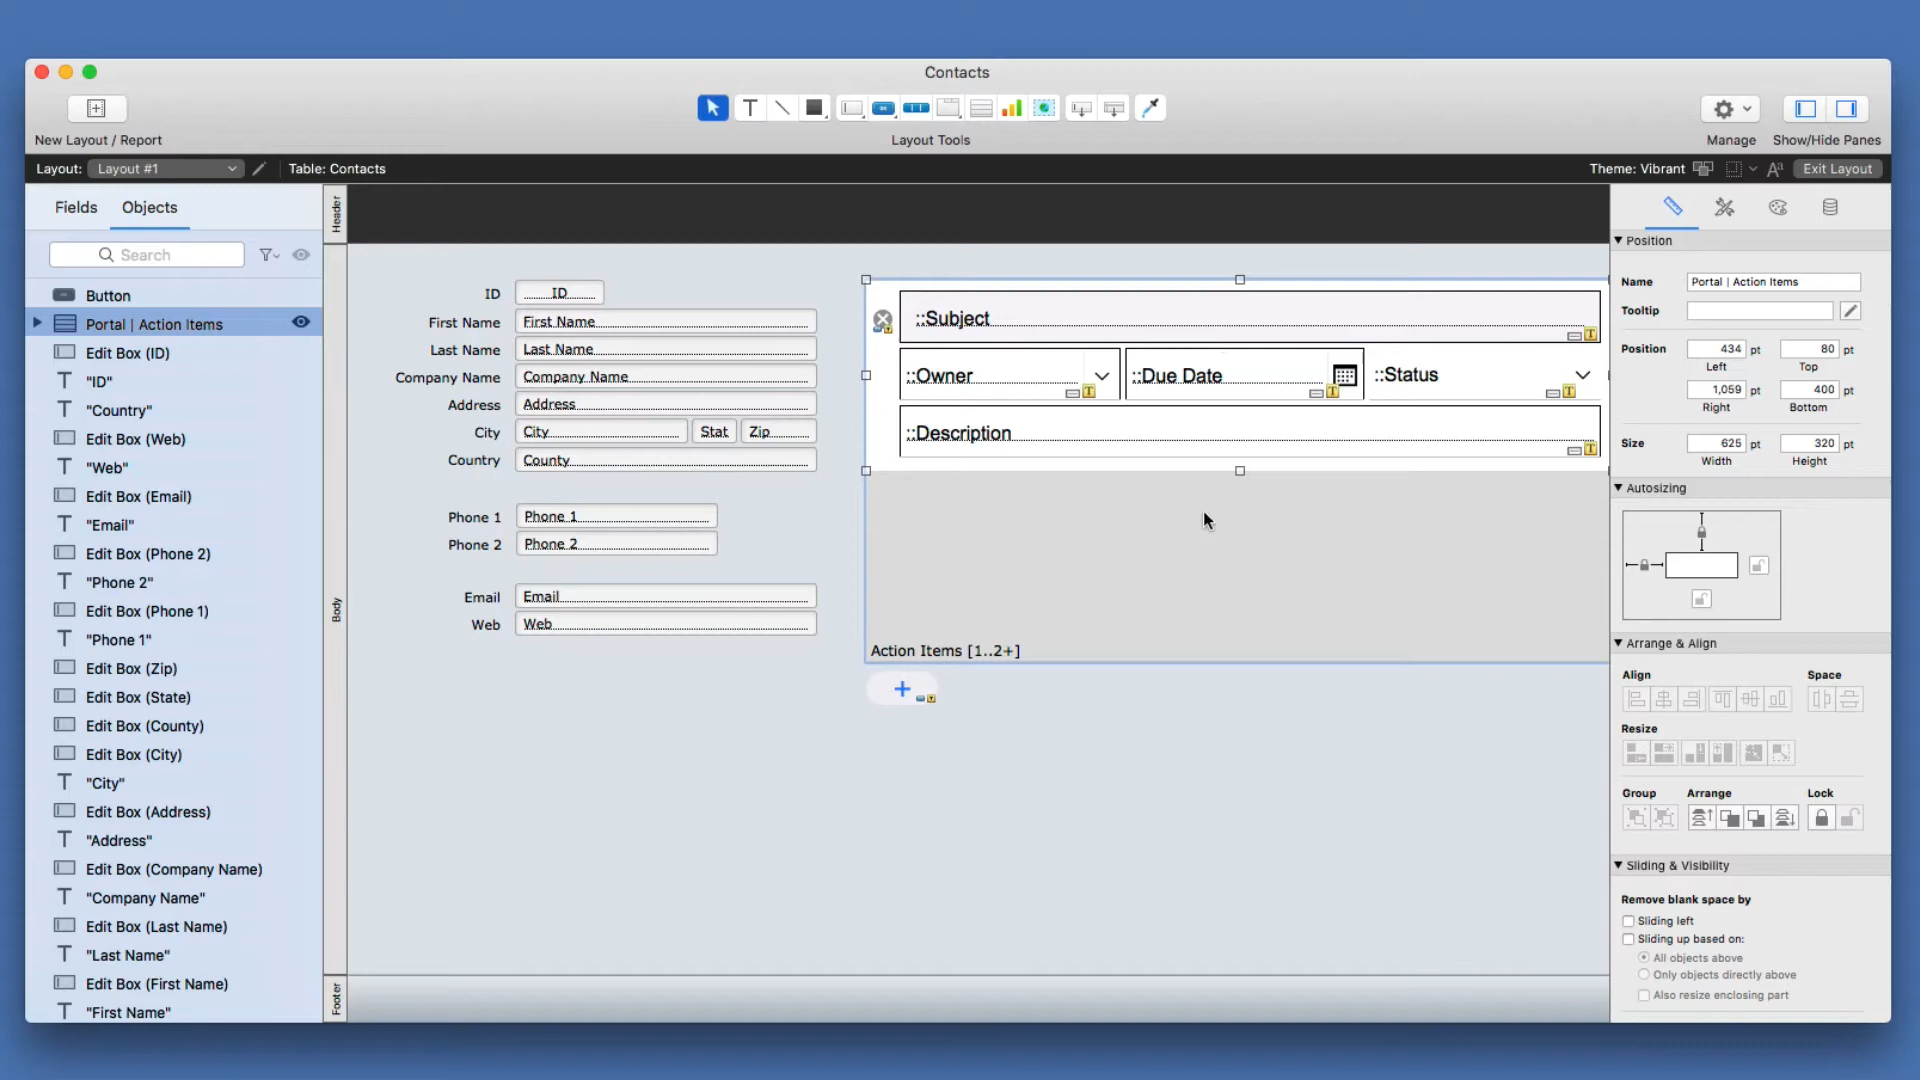 Contacts
New Layout / Report
Layout Tools
Manage
Show/Hide Panes
Layout: Layout #1
Table: Contacts
Theme: Vibrant
Exit Layout
Fields Objects
Search
Button
Portal | Action Items
Edit Box (ID)
"ID"
"Country"
Edit Box (Web)
"Web"
Edit Box (Email)
"Email"
Edit Box (Phone 2)
"Phone 2"
Edit Box (Phone 1)
"Phone 1"
Edit Box (Zip)
Edit Box (State)
Edit Box (County)
Edit Box (City)
"City"
Edit Box (Address)
"Address"
Edit Box (Company Name)
"Company Name"
Edit Box (Last Name)
"Last Name"
Edit Box (First Name)
"First Name"
Header
Body
Footer
ID ID
First Name First Name
Last Name Last Name
Company Name Company Name
Address Address
City City Stat Zip
Country County
Phone 1 Phone 1
Phone 2 Phone 2
Email Email
Web Web
::Subject
::Owner ::Due Date ::Status
::Description
Action Items [1..2+]
+
Position
Name Portal | Action Items
Tooltip
Position 434 pt 80 pt
Left Top
1,059 pt 400 pt
Right Bottom
Size 625 pt 320 pt
Width Height
Autosizing
Arrange & Align
Align Space
Resize
Group Arrange Lock
Sliding & Visibility
Remove blank space by
Sliding left
Sliding up based on:
All objects above
Only objects directly above
Also resize enclosing part